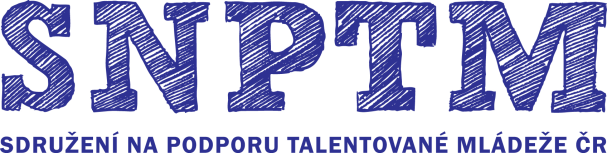 SNPTM
SDRUŽENÍ NA PODPORU TALENTOVANÉ MLÁDEŽE ČR